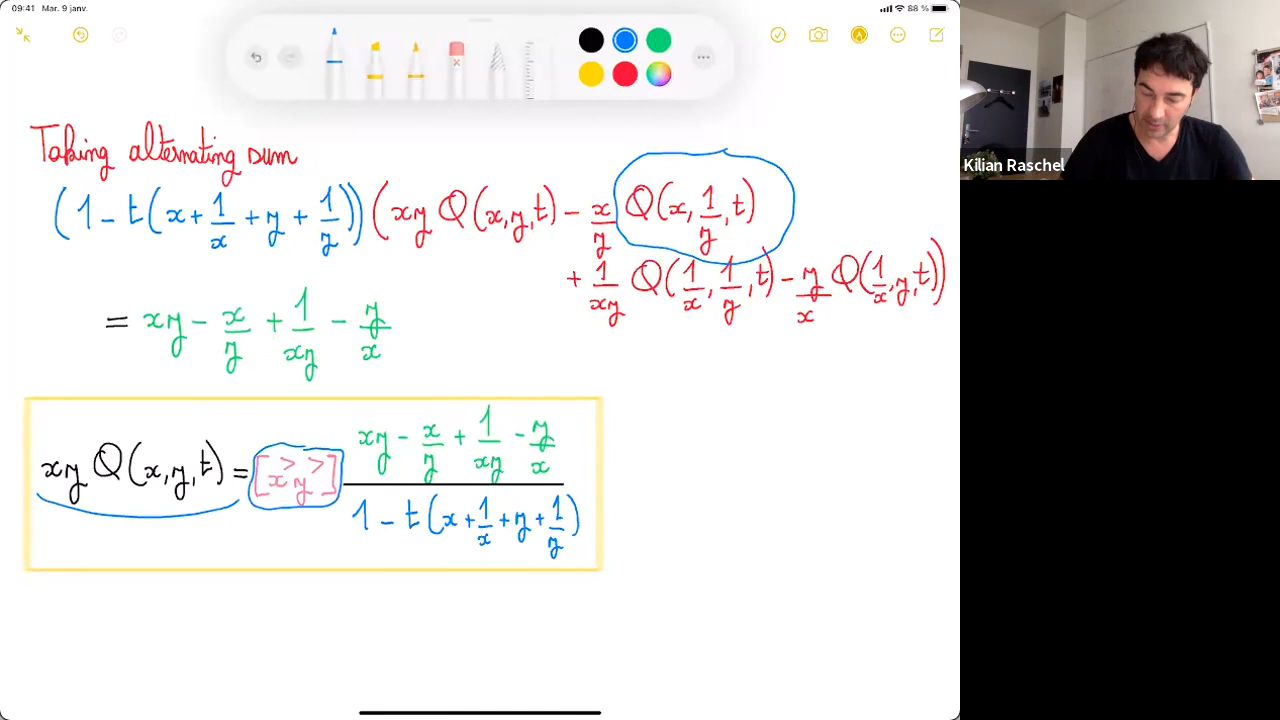 09:41 Mar. 9 janv. 88 %
Taking alternating sum
(1 - t(x + 1/x + y + 1/y)) (xy Q(x,y,t) - x/y Q(x, 1/y, t)
+ 1/xy Q(1/x, 1/y, t) - y/x Q(1/x, y, t))
= xy - x/y + 1/xy - y/x
xy Q(x,y,t) = [x^> y^>] (xy - x/y + 1/xy - y/x) / (1 - t(x + 1/x + y + 1/y))
Kilian Raschel